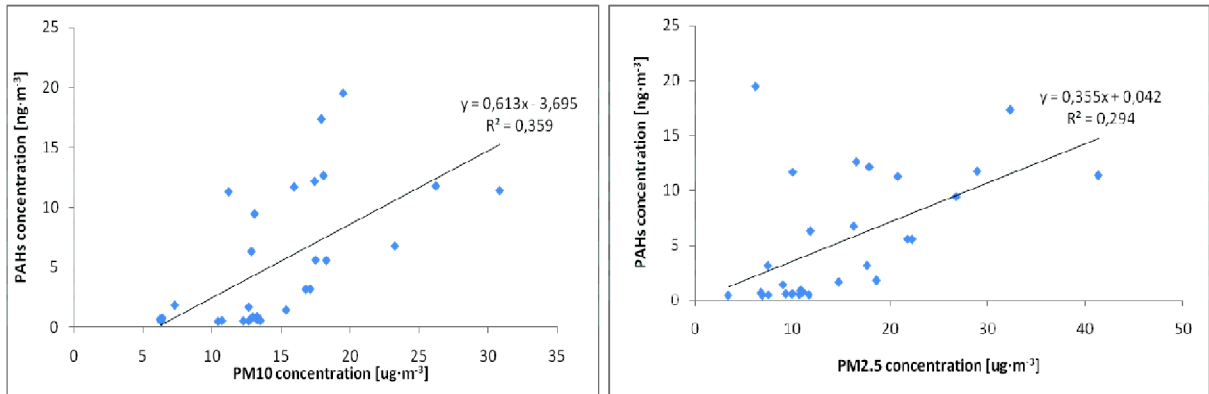 PAHs concentration [ng·m⁻³]
25
20
15
10
5
0
y = 0,613x - 3,695
R² = 0,359
0 5 10 15 20 25 30 35
PM10 concentration [ug·m⁻³]
PAHs concentration [ng·m⁻³]
25
20
15
10
5
0
y = 0,355x + 0,042
R² = 0,294
0 10 20 30 40 50
PM2.5 concentration [ug·m⁻³]